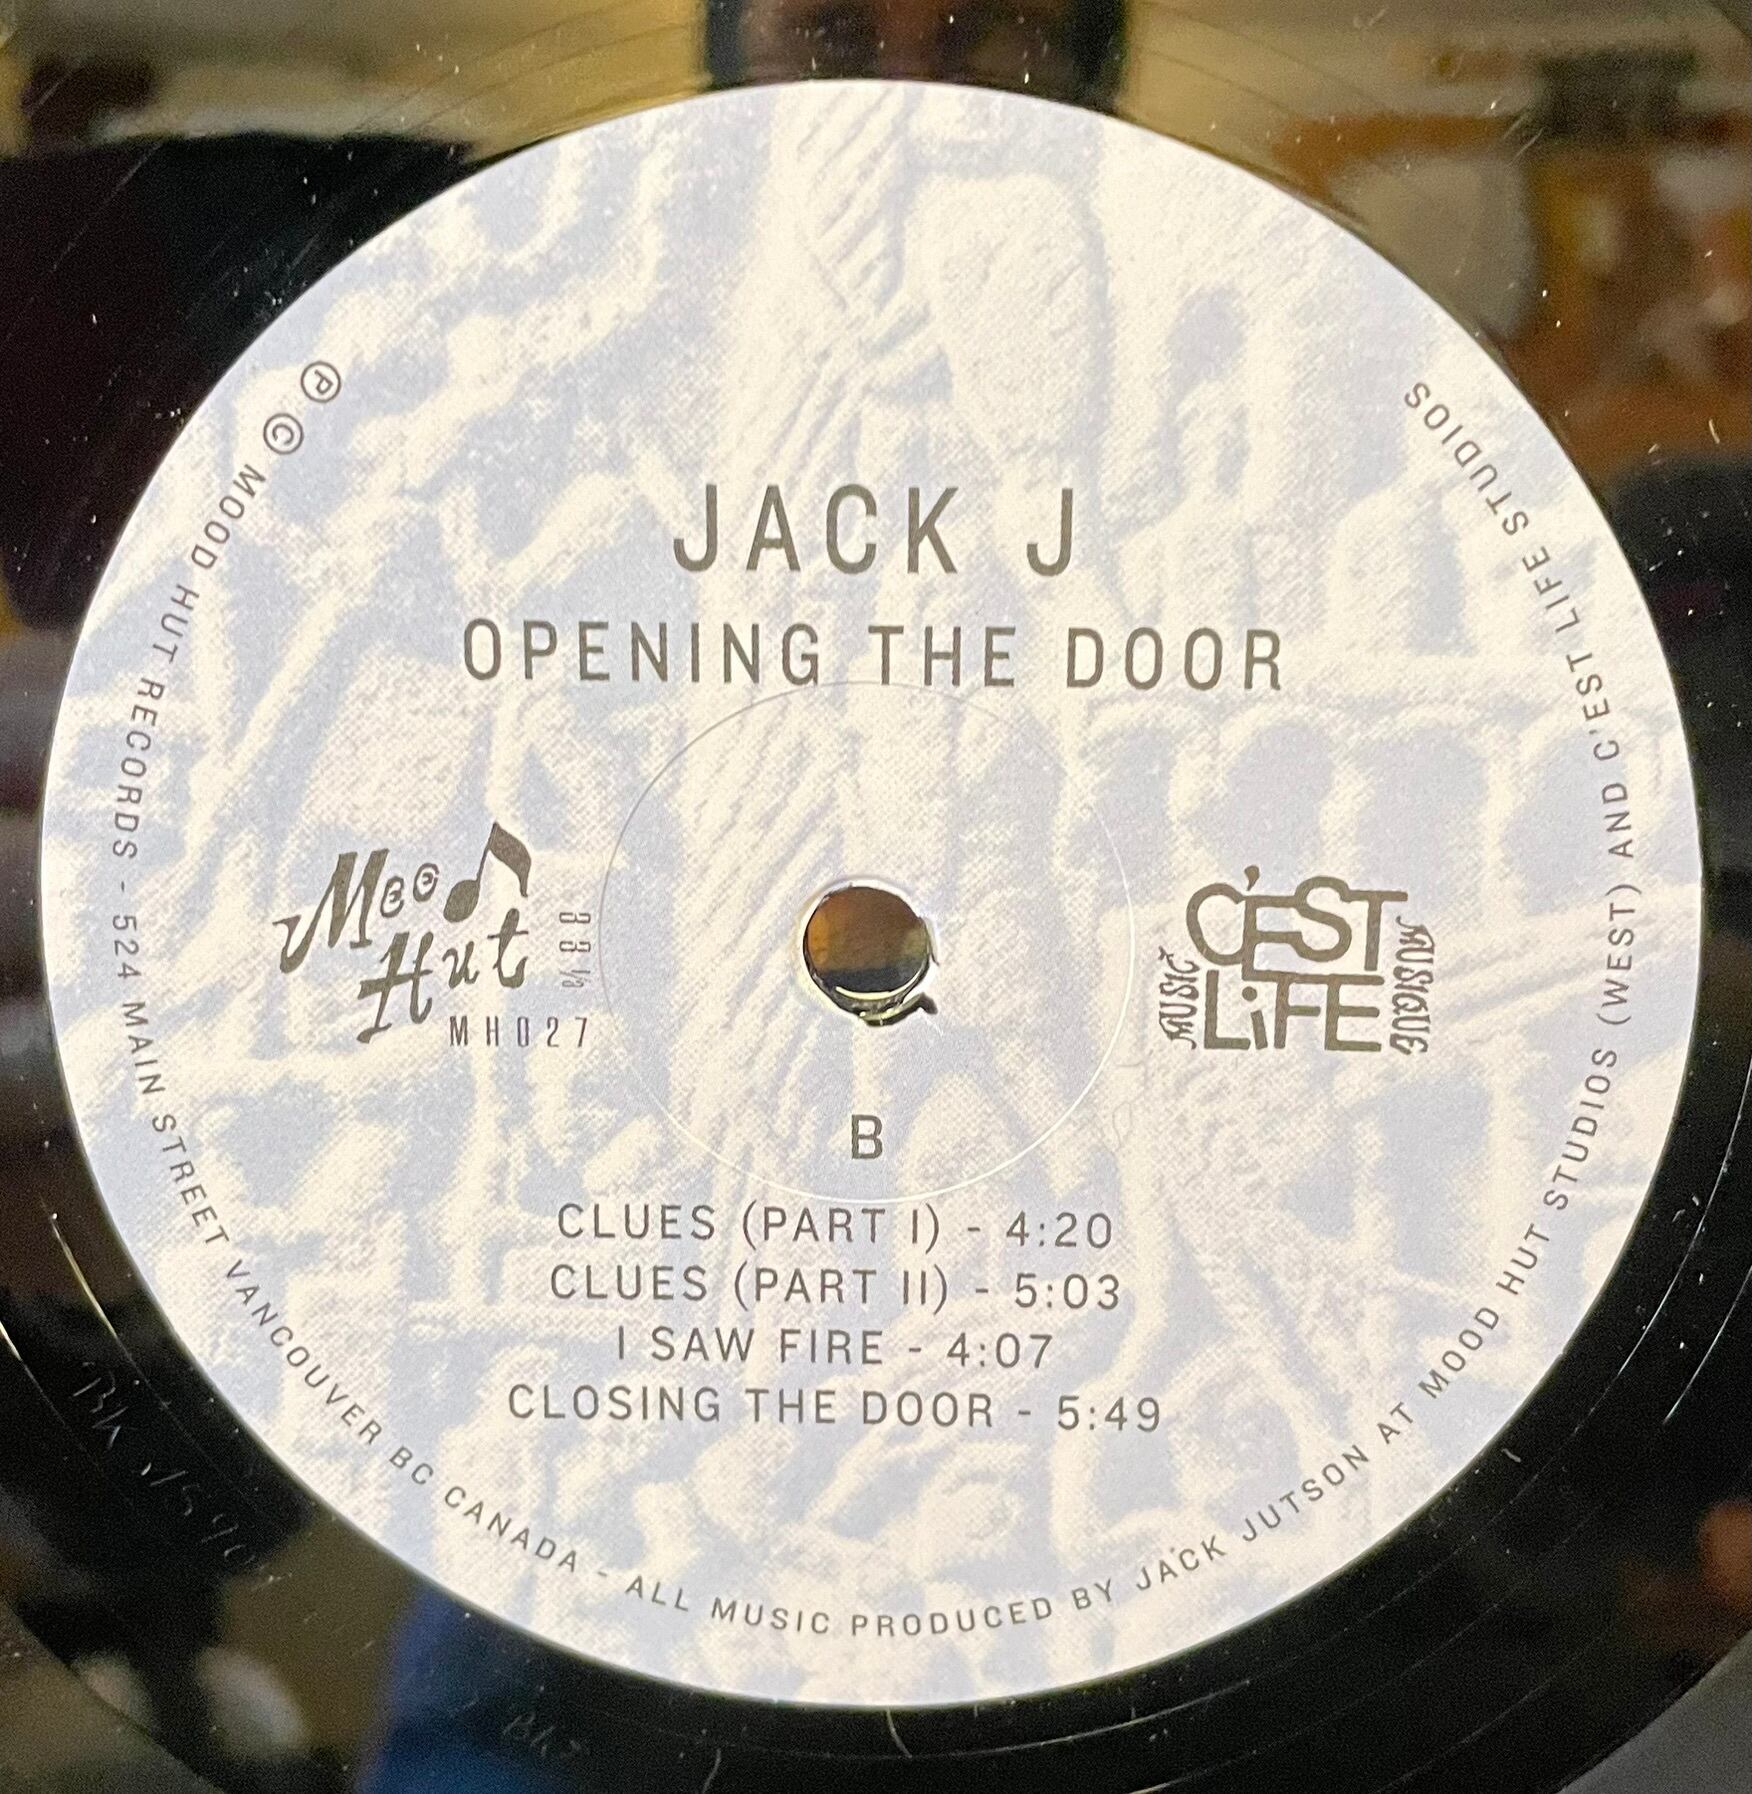 JACK J
OPENING THE DOOR
Mood
Hut
33⅓
MH027
C'EST
LiFE
MUSIC
MUSIQUE
B
CLUES (PART I) - 4:20
CLUES (PART II) - 5:03
I SAW FIRE - 4:07
CLOSING THE DOOR - 5:49
Ⓟ Ⓒ MOOD HUT RECORDS - 524 MAIN STREET VANCOUVER BC CANADA - ALL MUSIC PRODUCED BY JACK JUTSON AT MOOD HUT STUDIOS (WEST) AND C'EST LIFE STUDIOS